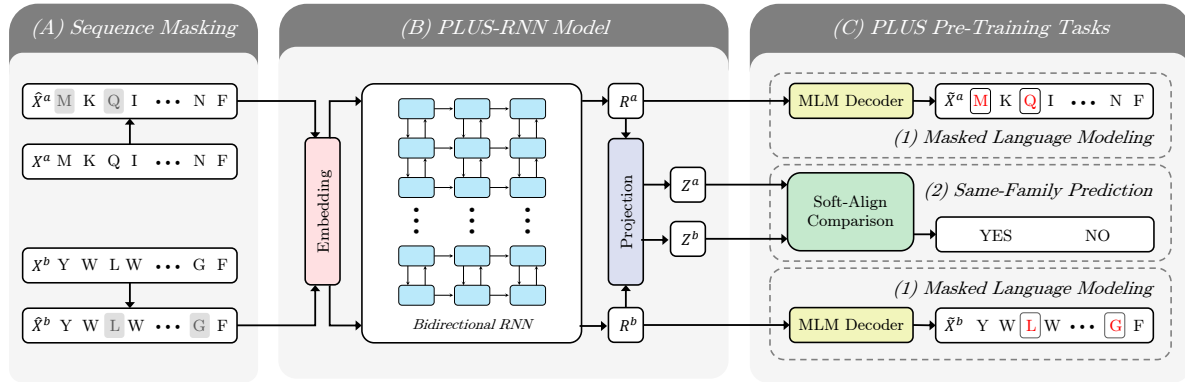 (A) Sequence Masking
X̂ᵃ M K Q I ••• N F
Xᵃ M K Q I ••• N F
Xᵇ Y W L W ••• G F
X̂ᵇ Y W L W ••• G F
(B) PLUS-RNN Model
Embedding
Bidirectional RNN
Rᵃ
Projection
Zᵃ
Zᵇ
Rᵇ
(C) PLUS Pre-Training Tasks
MLM Decoder
X̃ᵃ M K Q I ••• N F
(1) Masked Language Modeling
(2) Same-Family Prediction
Soft-Align
Comparison
YES NO
(1) Masked Language Modeling
MLM Decoder
X̃ᵇ Y W L W ••• G F